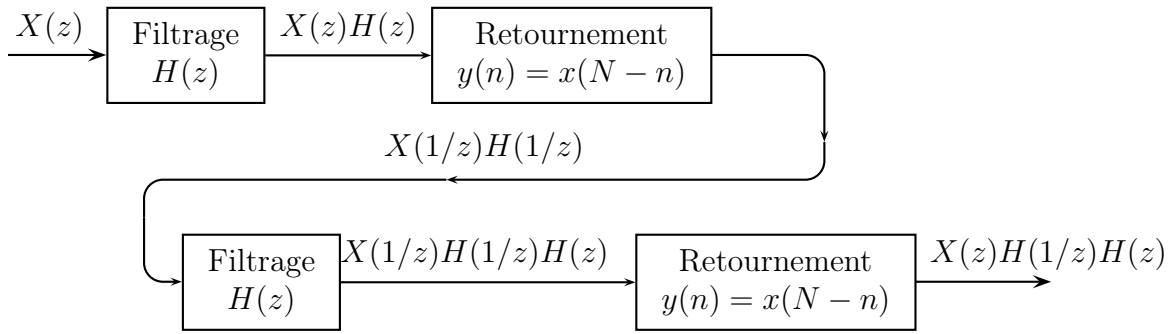 X(z)
Filtrage
H(z)
X(z)H(z)
Retournement
y(n) = x(N − n)
X(1/z)H(1/z)
Filtrage
H(z)
X(1/z)H(1/z)H(z)
Retournement
y(n) = x(N − n)
X(z)H(1/z)H(z)